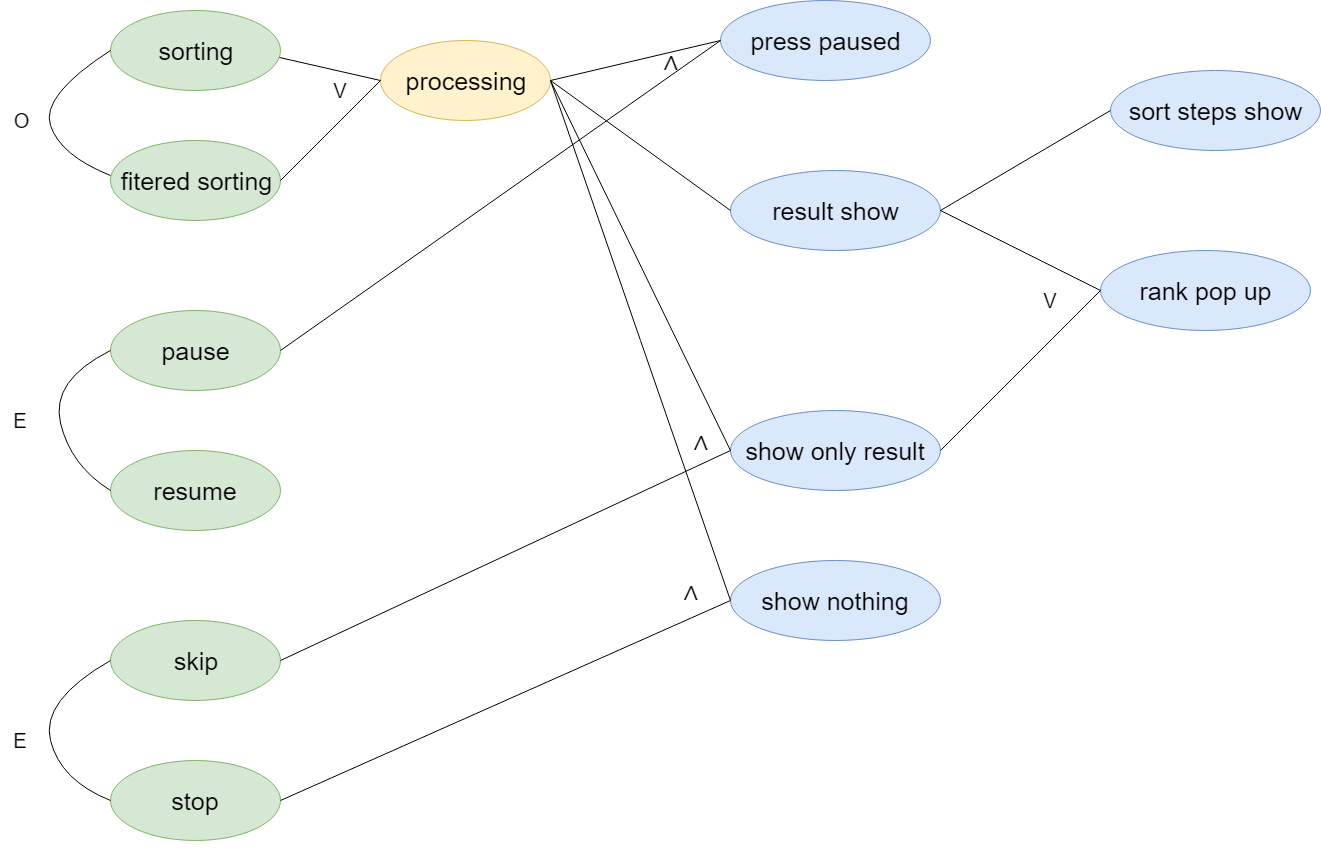 sorting
V
O
fitered sorting
processing
press paused
Λ
result show
sort steps show
rank pop up
V
pause
E
resume
Λ
show only result
Λ
show nothing
skip
E
stop